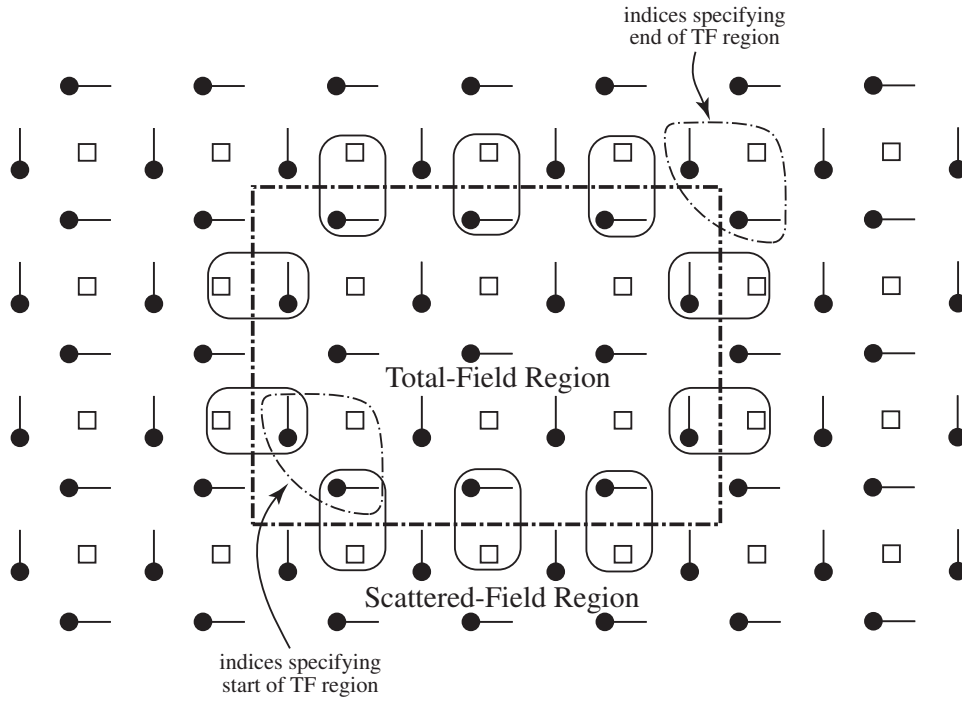 indices specifying
end of TF region
Total-Field Region
Scattered-Field Region
indices specifying
start of TF region